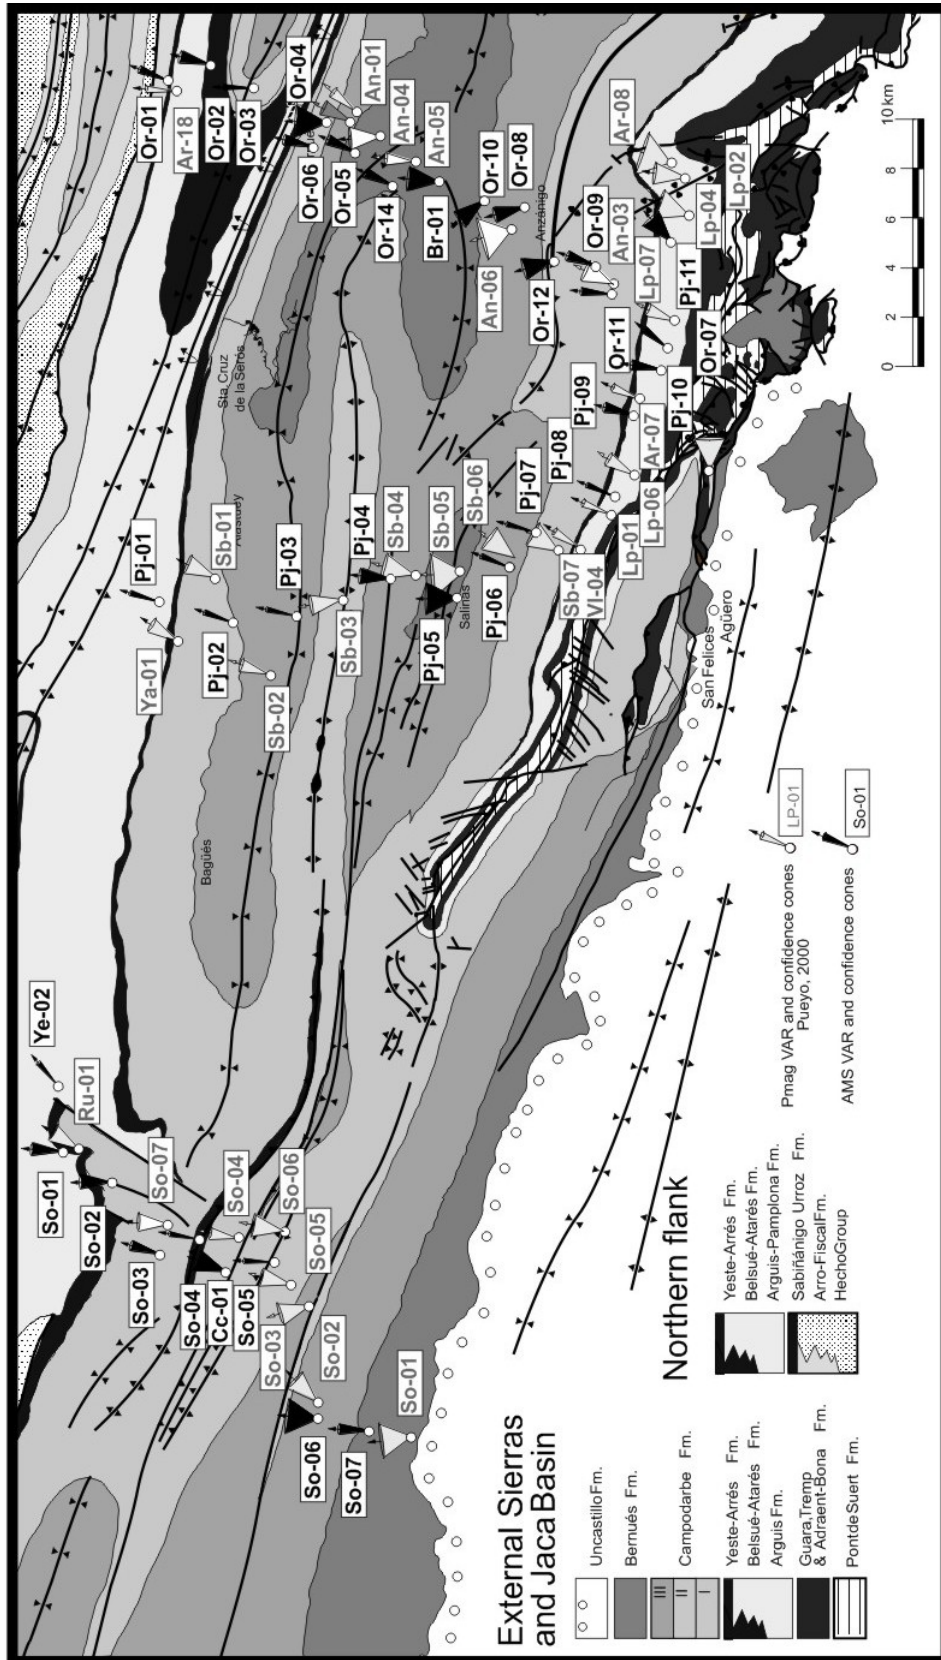 Or-01
Ar-18
Or-02
Or-03
Or-04
An-01
An-04
Or-06
Or-05
An-05
Or-14
Br-01
Or-10
Or-08
An-06
Anzánigo
Or-12
Or-09
An-03
Ar-08
Lp-02
Lp-04
Lp-07
Pj-11
Or-11
Or-07
Sta. Cruz
de la Serós
Pj-01
Sb-01
Ya-01
Pj-02
Sb-02
Pj-03
Sb-03
Pj-04
Sb-04
Sb-05
Pj-05
Salinas
Sb-06
Pj-06
Pj-07
Pj-08
Pj-09
Pj-10
Ar-07
Lp-06
Lp-01
Vl-04
Sb-07
San Felices
Agüero
Bagüés
Ye-02
Ru-01
So-01
So-02
So-07
So-03
So-04
So-04
Cc-01
So-05
So-06
So-05
So-03
So-02
So-06
So-07
So-01
0 2 4 6 8 10 km
External Sierras
and Jaca Basin
Uncastillo Fm.
Bernués Fm.
III
II
I
Campodarbe Fm.
Yeste-Arrés Fm.
Belsué-Atarés Fm.
Arguis Fm.
Guara, Tremp
& Adraent-Bona Fm.
Pont de Suert Fm.
Northern flank
Yeste-Arrés Fm.
Belsué-Atarés Fm.
Arguis-Pamplona Fm.
Sabiñánigo Urroz Fm.
Arro-Fiscal Fm.
Hecho Group
Pmag VAR and confidence cones
Pueyo, 2000
LP-01
AMS VAR and confidence cones
So-01